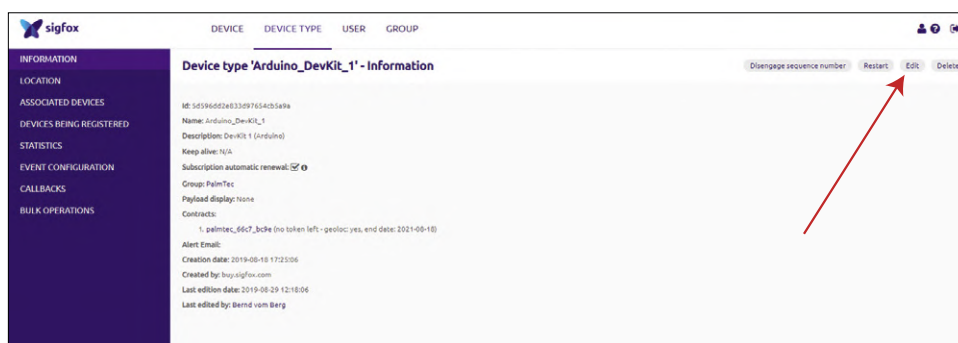 sigfox
DEVICE DEVICE TYPE USER GROUP
INFORMATION
LOCATION
ASSOCIATED DEVICES
DEVICES BEING REGISTERED
STATISTICS
EVENT CONFIGURATION
CALLBACKS
BULK OPERATIONS
Device type 'Arduino_DevKit_1' - Information
Disengage sequence number Restart Edit Delete
Id: 5d596dd2e833d97654cb5a9a
Name: Arduino_DevKit_1
Description: DevKit 1 (Arduino)
Keep alive: N/A
Subscription automatic renewal:
Group: PalmTec
Payload display: None
Contracts:
1. palmtec_66c7_bc9e (no token left - geoloc: yes, end date: 2021-08-18)
Alert Email:
Creation date: 2019-08-18 17:25:06
Created by: buy.sigfox.com
Last edition date: 2019-08-29 12:18:06
Last edited by: Bernd vom Berg